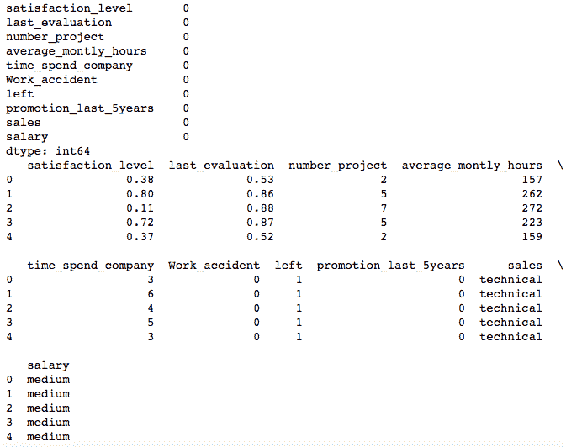 satisfaction_level 0
last_evaluation 0
number_project 0
average_montly_hours 0
time_spend_company 0
Work_accident 0
left 0
promotion_last_5years 0
sales 0
salary 0
dtype: int64
satisfaction_level last_evaluation number_project average_montly_hours \
0 0.38 0.53 2 157
1 0.80 0.86 5 262
2 0.11 0.88 7 272
3 0.72 0.87 5 223
4 0.37 0.52 2 159
time_spend_company Work_accident left promotion_last_5years sales \
0 3 0 1 0 technical
1 6 0 1 0 technical
2 4 0 1 0 technical
3 5 0 1 0 technical
4 3 0 1 0 technical
salary
0 medium
1 medium
2 medium
3 medium
4 medium